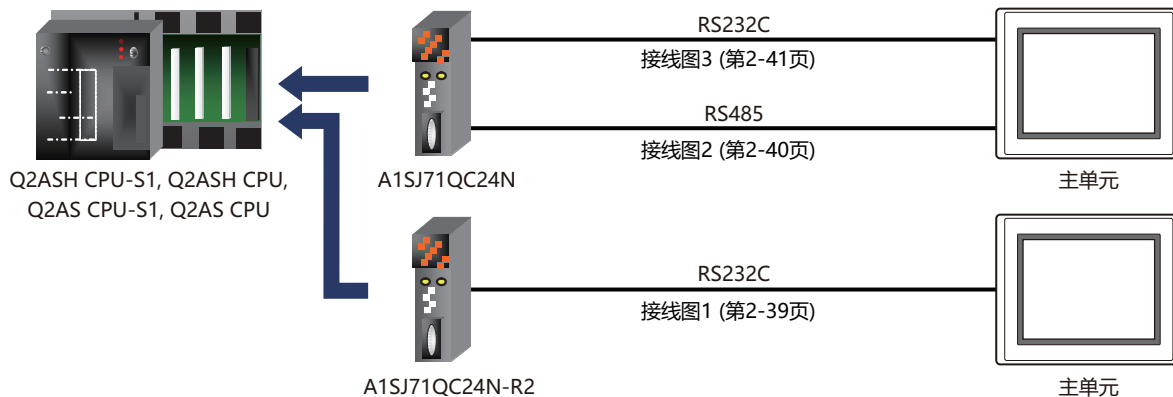 RS232C
接线图3 (第2-41页)
RS485
接线图2 (第2-40页)
Q2ASH CPU-S1, Q2ASH CPU,
Q2AS CPU-S1, Q2AS CPU
A1SJ71QC24N
主单元
RS232C
接线图1 (第2-39页)
A1SJ71QC24N-R2
主单元